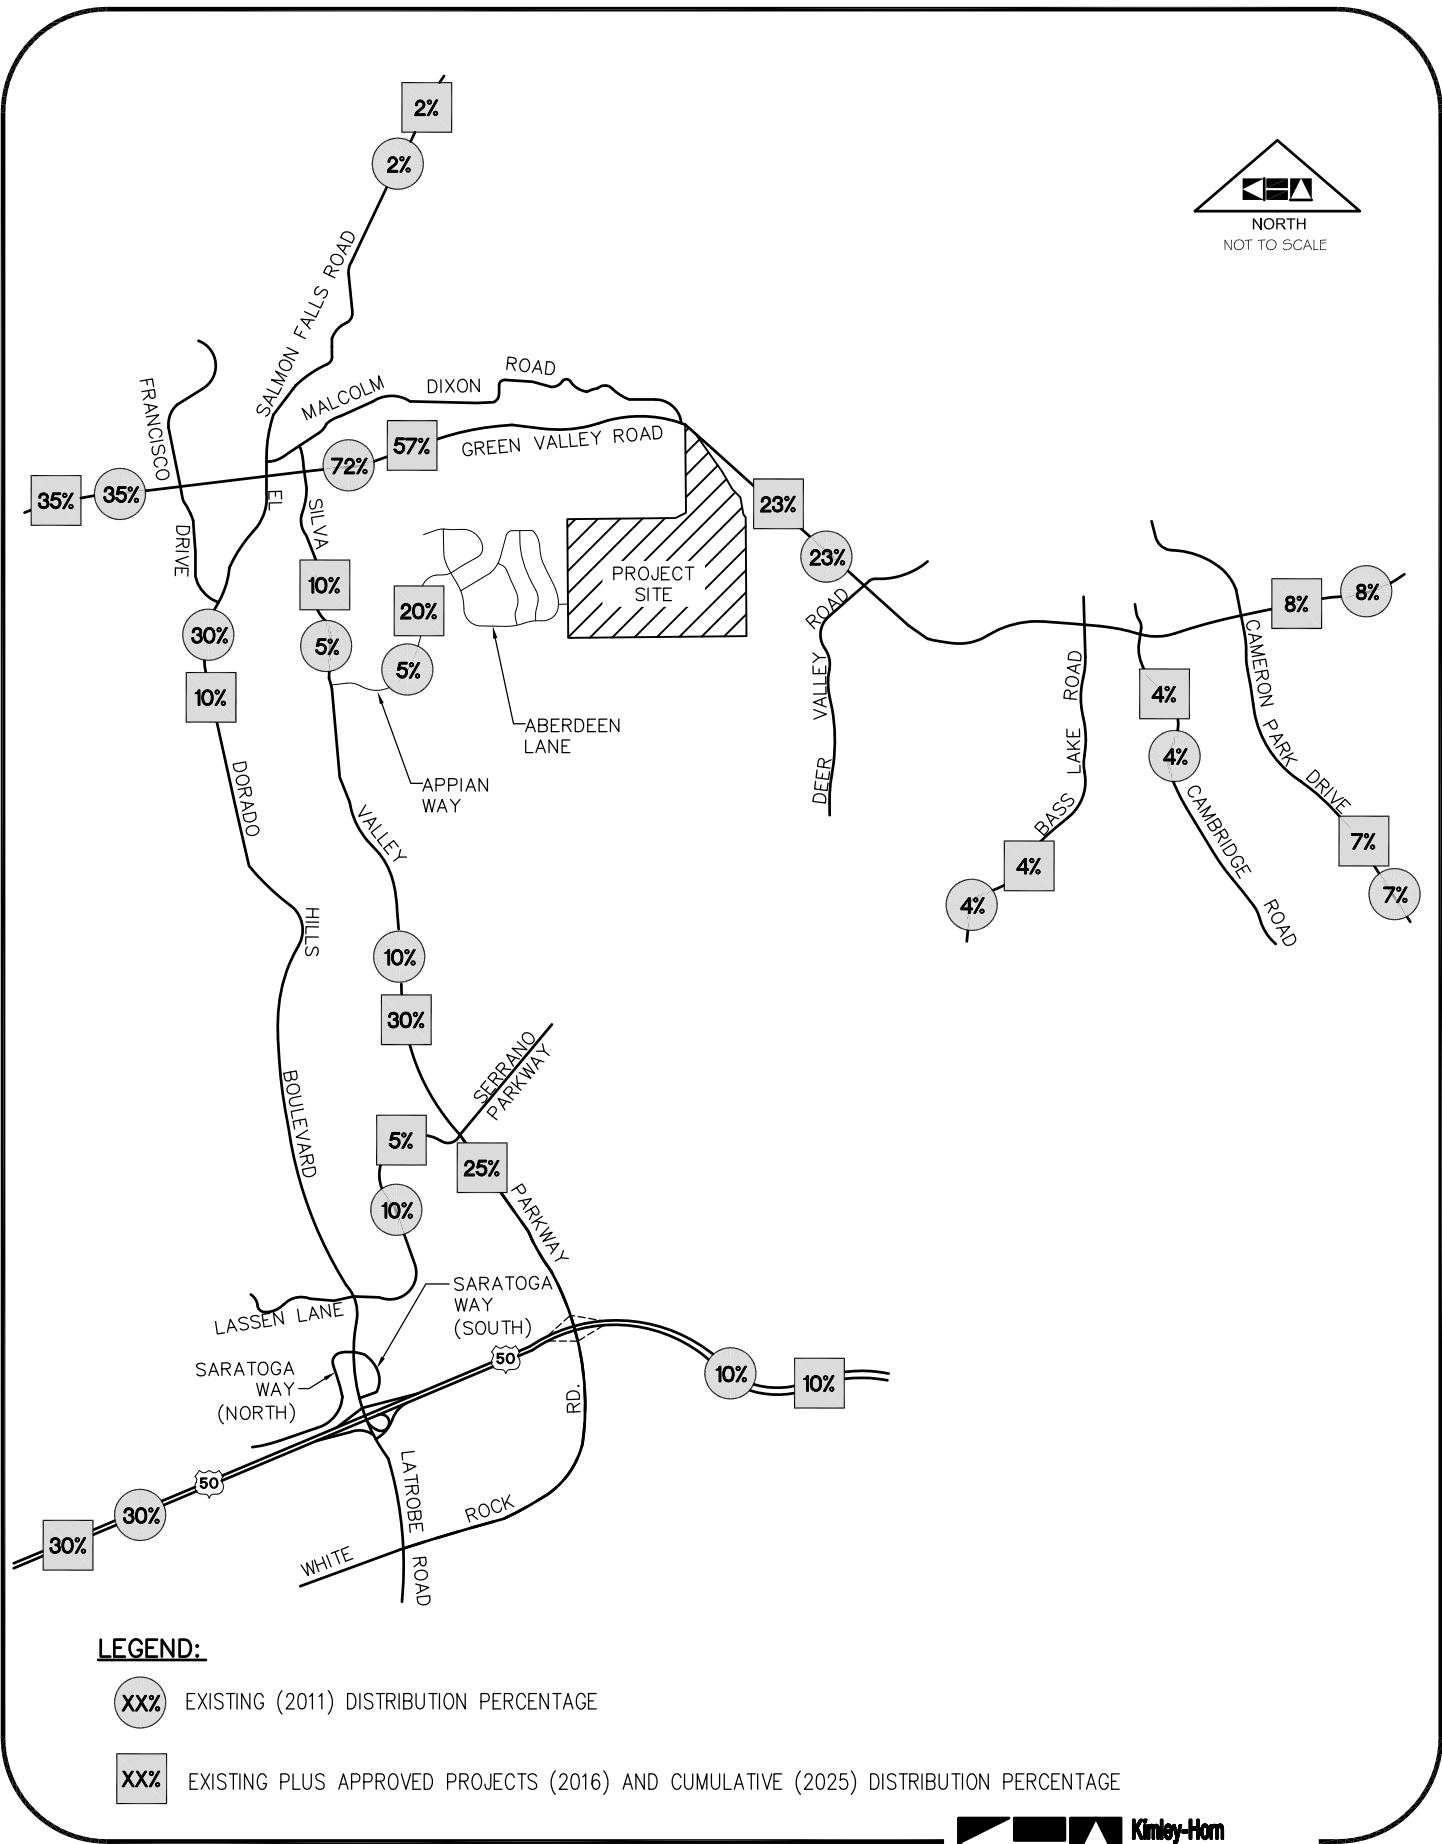 2%
2%
NORTH
NOT TO SCALE
SALMON FALLS ROAD
FRANCISCO
DRIVE
MALCOLM DIXON ROAD
GREEN VALLEY ROAD
35%
35%
72%
57%
23%
23%
EL
SILVA
PROJECT
SITE
10%
5%
20%
5%
30%
10%
ABERDEEN
LANE
APPIAN
WAY
DEER VALLEY ROAD
BASS LAKE ROAD
8%
8%
4%
4%
CAMERON PARK DRIVE
CAMBRIDGE ROAD
7%
7%
4%
4%
DORADO
VALLEY
HILLS
10%
30%
SERRANO
PARKWAY
BOULEVARD
5%
25%
10%
PARKWAY
LASSEN LANE
SARATOGA
WAY
(SOUTH)
SARATOGA
WAY
(NORTH)
50
10%
10%
RD.
50
30%
30%
LATROBE
ROAD
WHITE ROCK
LEGEND:
XX% EXISTING (2011) DISTRIBUTION PERCENTAGE
XX% EXISTING PLUS APPROVED PROJECTS (2016) AND CUMULATIVE (2025) DISTRIBUTION PERCENTAGE
Kimley-Horn